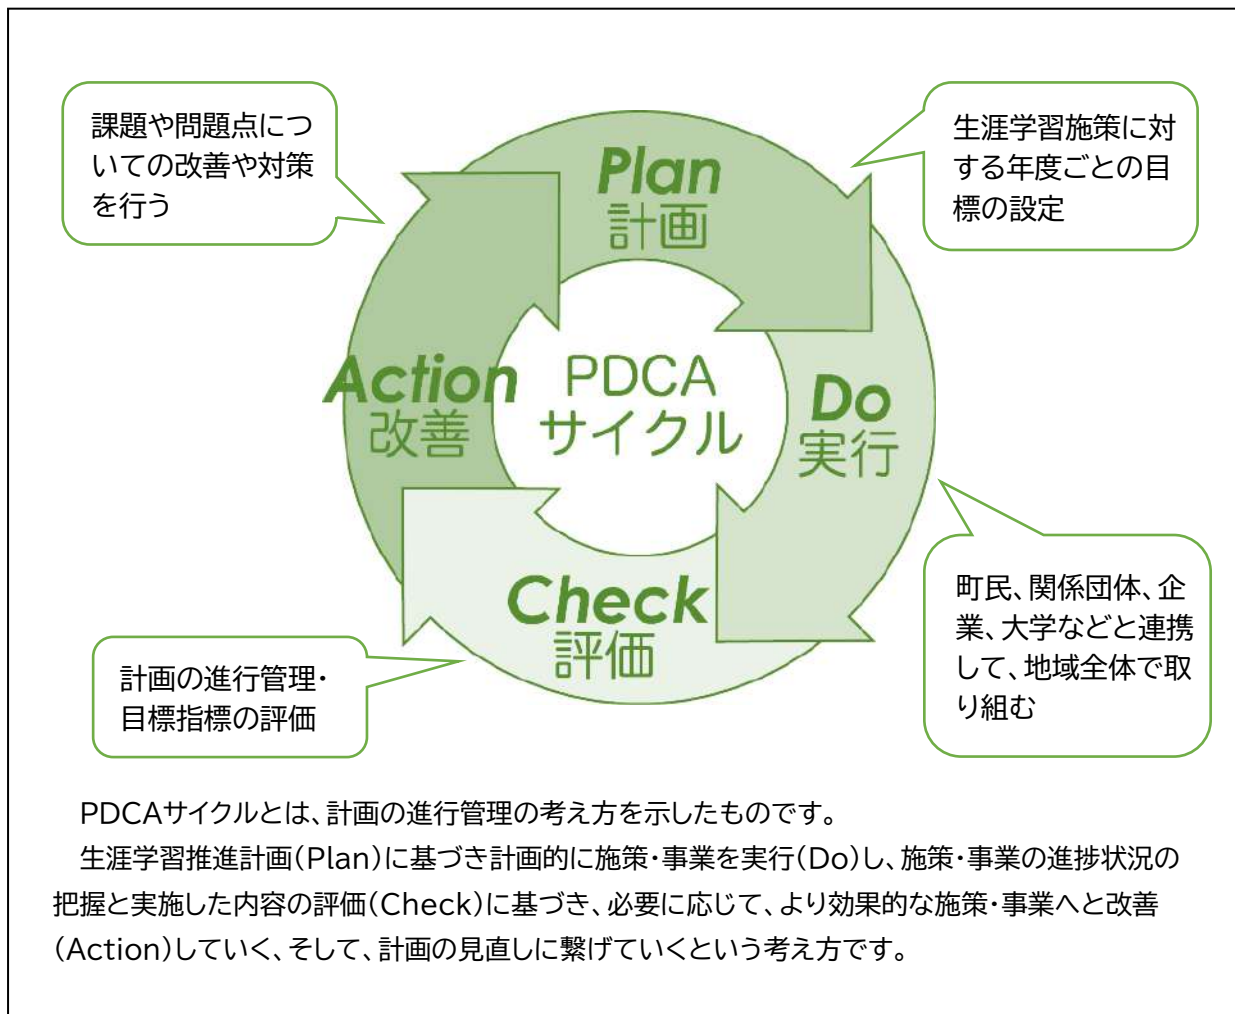 課題や問題点につ
いての改善や対策
を行う
Plan
計画
生涯学習施策に対
する年度ごとの目
標の設定
Action
改善
PDCA
サイクル
Do
実行
Check
評価
計画の進行管理・
目標指標の評価
町民、関係団体、企
業、大学などと連携
して、地域全体で取
り組む
PDCAサイクルとは、計画の進行管理の考え方を示したものです。
生涯学習推進計画(Plan)に基づき計画的に施策・事業を実行(Do)し、施策・事業の進捗状況の
把握と実施した内容の評価(Check)に基づき、必要に応じて、より効果的な施策・事業へと改善
(Action)していく、そして、計画の見直しに繋げていくという考え方です。